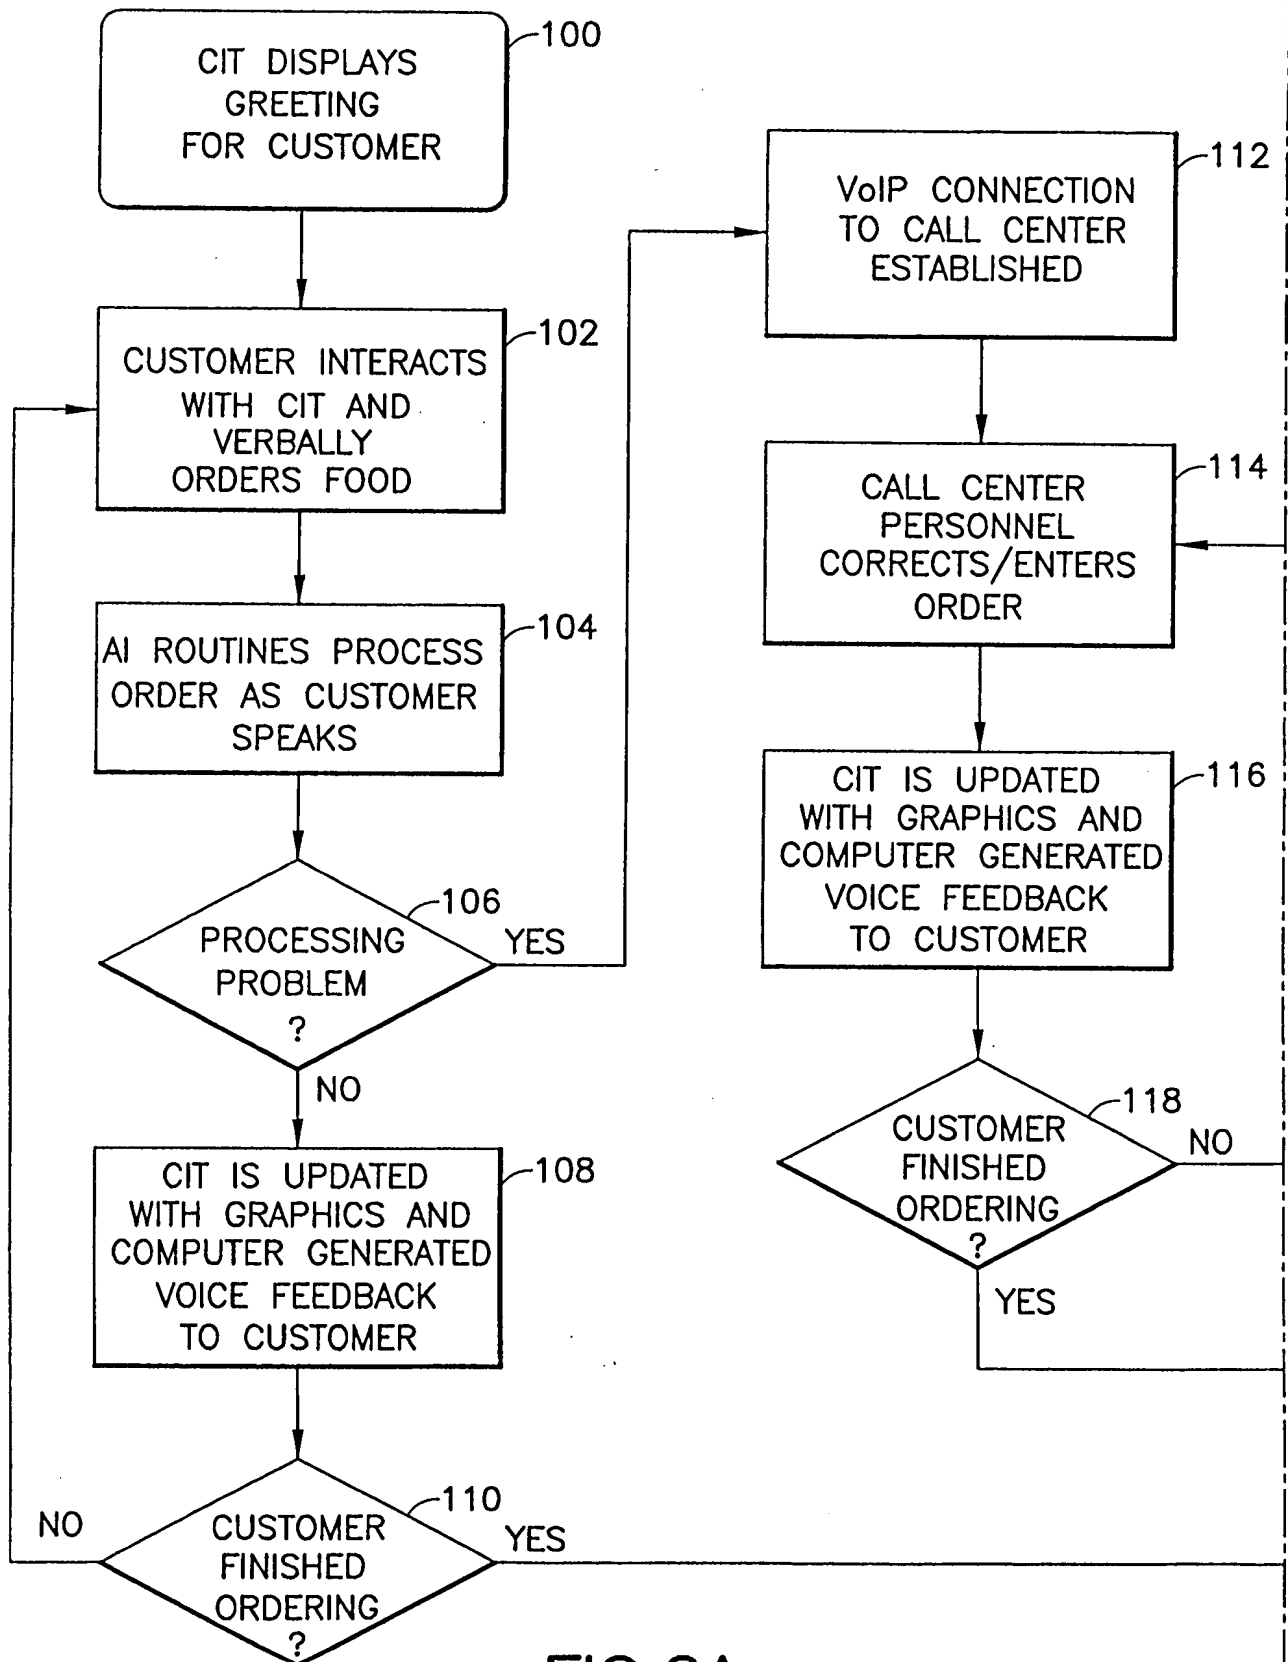 CIT DISPLAYS
GREETING
FOR CUSTOMER
100
CUSTOMER INTERACTS
WITH CIT AND
VERBALLY
ORDERS FOOD
102
AI ROUTINES PROCESS
ORDER AS CUSTOMER
SPEAKS
104
PROCESSING
PROBLEM
?
106
YES
NO
CIT IS UPDATED
WITH GRAPHICS AND
COMPUTER GENERATED
VOICE FEEDBACK
TO CUSTOMER
108
CUSTOMER
FINISHED
ORDERING
?
110
NO
YES
VoIP CONNECTION
TO CALL CENTER
ESTABLISHED
112
CALL CENTER
PERSONNEL
CORRECTS/ENTERS
ORDER
114
CIT IS UPDATED
WITH GRAPHICS AND
COMPUTER GENERATED
VOICE FEEDBACK
TO CUSTOMER
116
CUSTOMER
FINISHED
ORDERING
?
118
NO
YES